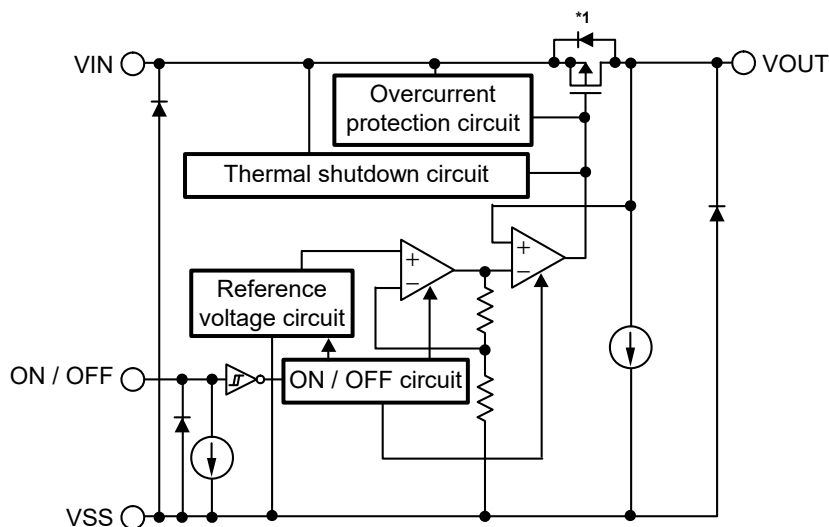 *1
VIN
VOUT
Overcurrent
protection circuit
Thermal shutdown circuit
+
−
+
−
Reference
voltage circuit
ON / OFF
ON / OFF circuit
VSS